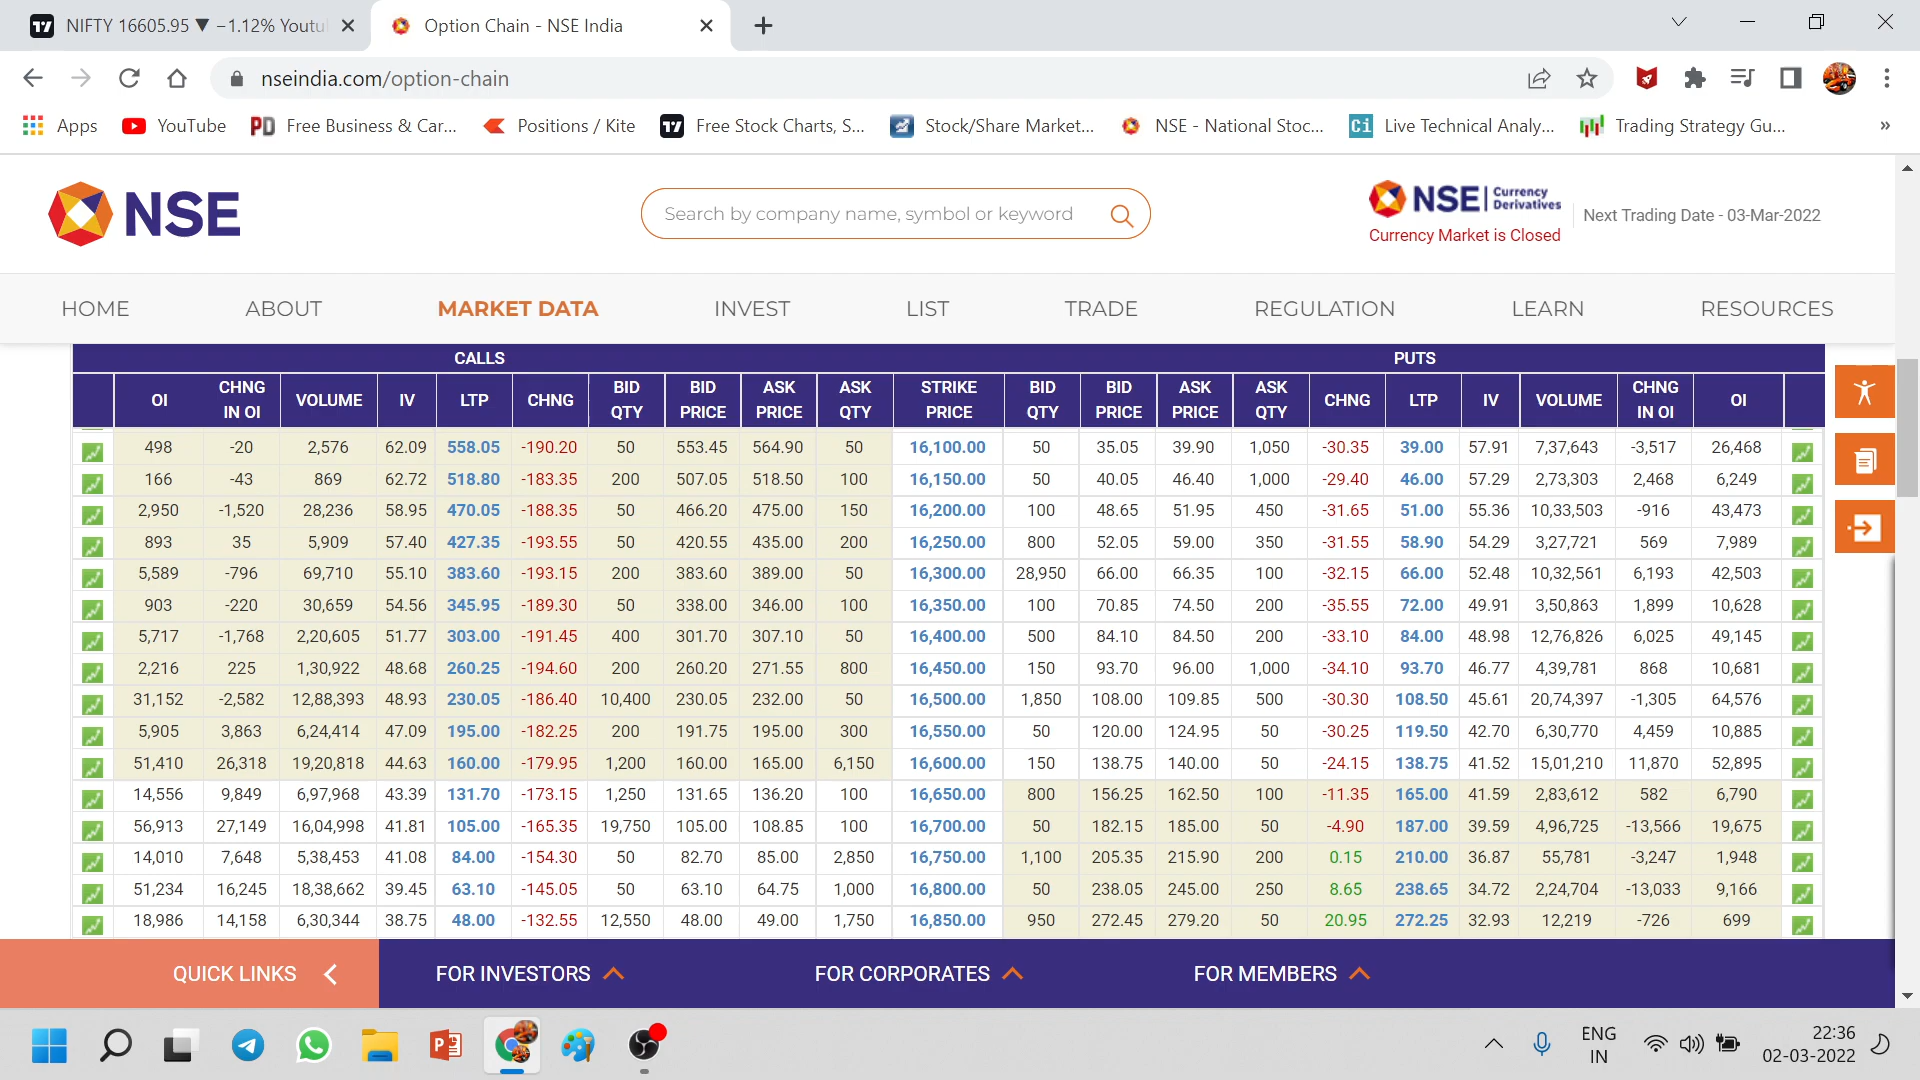 NIFTY 16605.95 ▼ −1.12% Youtu
Option Chain - NSE India
nseindia.com/option-chain
Apps YouTube Free Business & Car... Positions / Kite Free Stock Charts, S... Stock/Share Market... NSE - National Stoc... Live Technical Analy... Trading Strategy Gu... »
NSE
Search by company name, symbol or keyword
NSE Currency Derivatives
Currency Market is Closed
Next Trading Date - 03-Mar-2022
HOME ABOUT MARKET DATA INVEST LIST TRADE REGULATION LEARN RESOURCES
CALLS PUTS
OI CHNG IN OI VOLUME IV LTP CHNG BID QTY BID PRICE ASK PRICE ASK QTY STRIKE PRICE BID QTY BID PRICE ASK PRICE ASK QTY CHNG LTP IV VOLUME CHNG IN OI OI
498 -20 2,576 62.09 558.05 -190.20 50 553.45 564.90 50 16,100.00 50 35.05 39.90 1,050 -30.35 39.00 57.91 7,37,643 -3,517 26,468
166 -43 869 62.72 518.80 -183.35 200 507.05 518.50 100 16,150.00 50 40.05 46.40 1,000 -29.40 46.00 57.29 2,73,303 2,468 6,249
2,950 -1,520 28,236 58.95 470.05 -188.35 50 466.20 475.00 150 16,200.00 100 48.65 51.95 450 -31.65 51.00 55.36 10,33,503 -916 43,473
893 35 5,909 57.40 427.35 -193.55 50 420.55 435.00 200 16,250.00 800 52.05 59.00 350 -31.55 58.90 54.29 3,27,721 569 7,989
5,589 -796 69,710 55.10 383.60 -193.15 200 383.60 389.00 50 16,300.00 28,950 66.00 66.35 100 -32.15 66.00 52.48 10,32,561 6,193 42,503
903 -220 30,659 54.56 345.95 -189.30 50 338.00 346.00 100 16,350.00 100 70.85 74.50 200 -35.55 72.00 49.91 3,50,863 1,899 10,628
5,717 -1,768 2,20,605 51.77 303.00 -191.45 400 301.70 307.10 50 16,400.00 500 84.10 84.50 200 -33.10 84.00 48.98 12,76,826 6,025 49,145
2,216 225 1,30,922 48.68 260.25 -194.60 200 260.20 271.55 800 16,450.00 150 93.70 96.00 1,000 -34.10 93.70 46.77 4,39,781 868 10,681
31,152 -2,582 12,88,393 48.93 230.05 -186.40 10,400 230.05 232.00 50 16,500.00 1,850 108.00 109.85 500 -30.30 108.50 45.61 20,74,397 -1,305 64,576
5,905 3,863 6,24,414 47.09 195.00 -182.25 200 191.75 195.00 300 16,550.00 50 120.00 124.95 50 -30.25 119.50 42.70 6,30,770 4,459 10,885
51,410 26,318 19,20,818 44.63 160.00 -179.95 1,200 160.00 165.00 6,150 16,600.00 150 138.75 140.00 50 -24.15 138.75 41.52 15,01,210 11,870 52,895
14,556 9,849 6,97,968 43.39 131.70 -173.15 1,250 131.65 136.20 100 16,650.00 800 156.25 162.50 100 -11.35 165.00 41.59 2,83,612 582 6,790
56,913 27,149 16,04,998 41.81 105.00 -165.35 19,750 105.00 108.85 100 16,700.00 50 182.15 185.00 50 -4.90 187.00 39.59 4,96,725 -13,566 19,675
14,010 7,648 5,38,453 41.08 84.00 -154.30 50 82.70 85.00 2,850 16,750.00 1,100 205.35 215.90 200 0.15 210.00 36.87 55,781 -3,247 1,948
51,234 16,245 18,38,662 39.45 63.10 -145.05 50 63.10 64.75 1,000 16,800.00 50 238.05 245.00 250 8.65 238.65 34.72 2,24,704 -13,033 9,166
18,986 14,158 6,30,344 38.75 48.00 -132.55 12,550 48.00 49.00 1,750 16,850.00 950 272.45 279.20 50 20.95 272.25 32.93 12,219 -726 699
QUICK LINKS FOR INVESTORS FOR CORPORATES FOR MEMBERS
ENG IN
22:36
02-03-2022